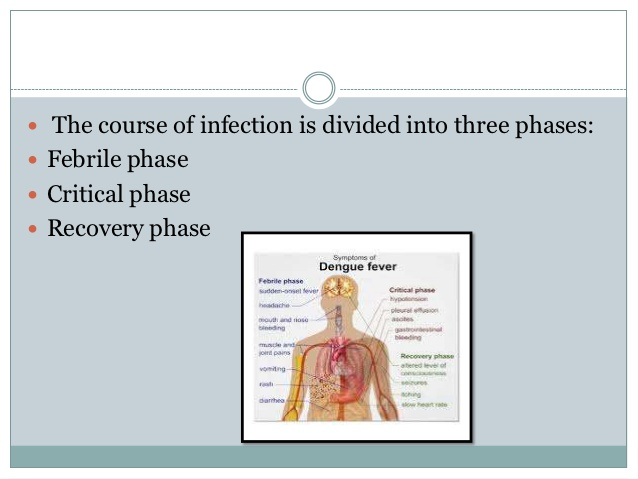 The course of infection is divided into three phases:
Febrile phase
Critical phase
Recovery phase
Symptoms of
Dengue fever
Febrile phase
sudden-onset fever
headache
mouth and nose
bleeding
muscle and
joint pains
vomiting
rash
diarrhea
Critical phase
hypotension
pleural effusion
ascites
gastrointestinal
bleeding
Recovery phase
altered level of
consciousness
seizures
itching
slow heart rate